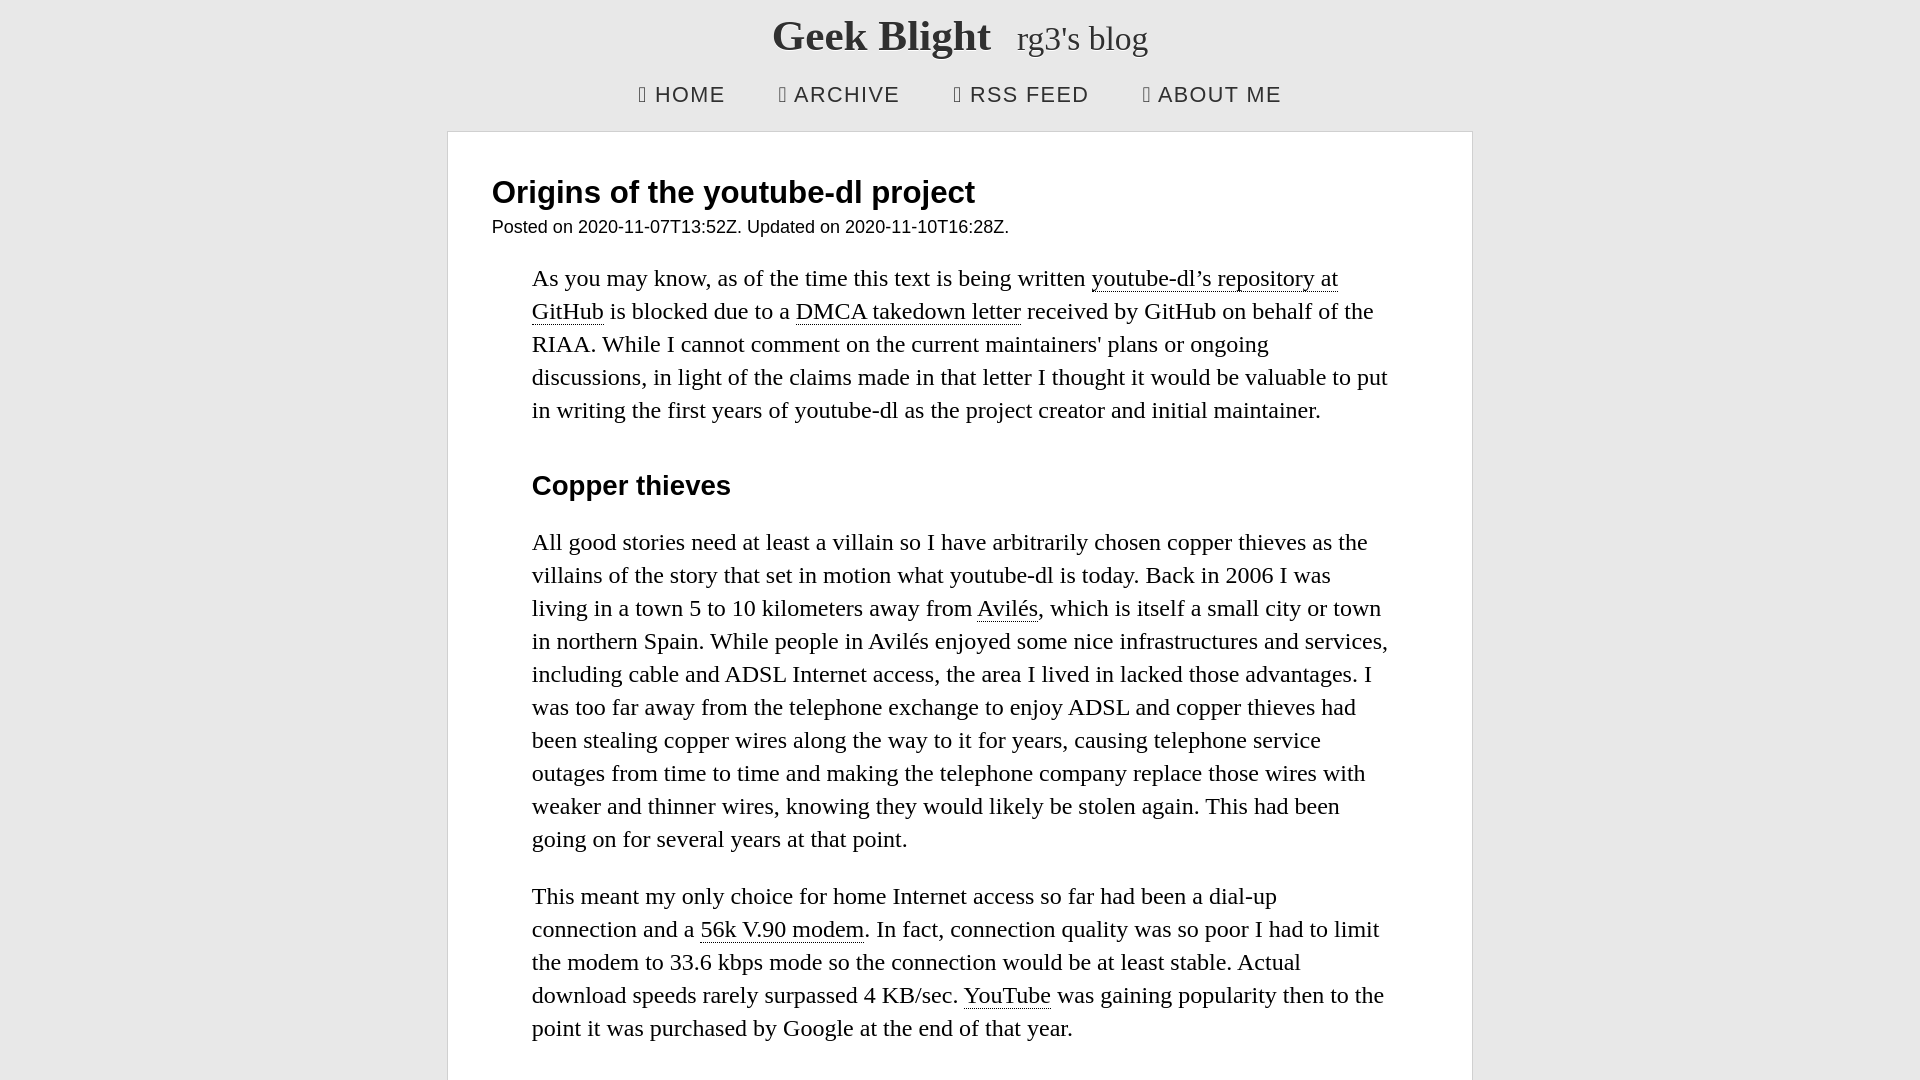 Geek Blight rg3's blog
HOME ARCHIVE RSS FEED ABOUT ME
Origins of the youtube-dl project
Posted on 2020-11-07T13:52Z. Updated on 2020-11-10T16:28Z.
As you may know, as of the time this text is being written youtube-dl’s repository at
GitHub is blocked due to a DMCA takedown letter received by GitHub on behalf of the
RIAA. While I cannot comment on the current maintainers' plans or ongoing
discussions, in light of the claims made in that letter I thought it would be valuable to put
in writing the first years of youtube-dl as the project creator and initial maintainer.
Copper thieves
All good stories need at least a villain so I have arbitrarily chosen copper thieves as the
villains of the story that set in motion what youtube-dl is today. Back in 2006 I was
living in a town 5 to 10 kilometers away from Avilés, which is itself a small city or town
in northern Spain. While people in Avilés enjoyed some nice infrastructures and services,
including cable and ADSL Internet access, the area I lived in lacked those advantages. I
was too far away from the telephone exchange to enjoy ADSL and copper thieves had
been stealing copper wires along the way to it for years, causing telephone service
outages from time to time and making the telephone company replace those wires with
weaker and thinner wires, knowing they would likely be stolen again. This had been
going on for several years at that point.
This meant my only choice for home Internet access so far had been a dial-up
connection and a 56k V.90 modem. In fact, connection quality was so poor I had to limit
the modem to 33.6 kbps mode so the connection would be at least stable. Actual
download speeds rarely surpassed 4 KB/sec. YouTube was gaining popularity then to the
point it was purchased by Google at the end of that year.